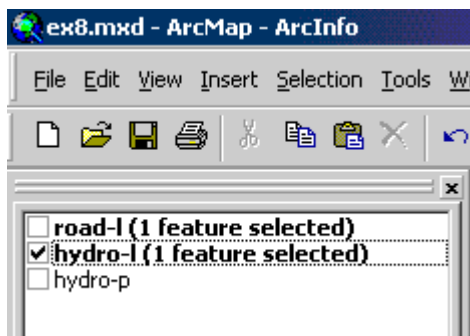 ex8.mxd - ArcMap - ArcInfo
File Edit View Insert Selection Tools
road-l (1 feature selected)
hydro-l (1 feature selected)
hydro-p